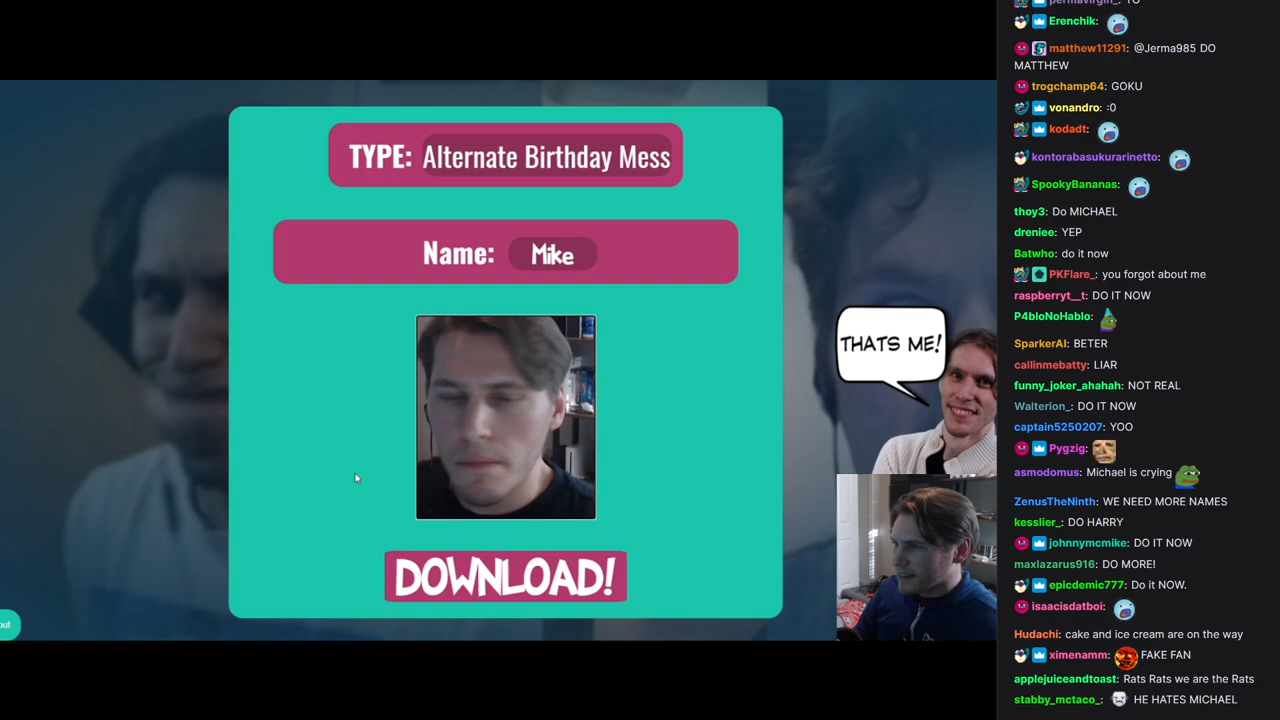 TYPE: Alternate Birthday Mess
Name: Mike
THATS ME!
DOWNLOAD!
out
Erenchik:
matthew11291: @Jerma985 DO
MATTHEW
trogchamp64: GOKU
vonandro: :0
kodadt:
kontorabasukurarinetto:
SpookyBananas:
thoy3: Do MICHAEL
dreniee: YEP
Batwho: do it now
PKFlare_: you forgot about me
raspberryt__t: DO IT NOW
P4bloNoHablo:
SparkerAI: BETER
callinmebatty: LIAR
funny_joker_ahahah: NOT REAL
Walterion_: DO IT NOW
captain5250207: YOO
Pygzig:
asmodomus: Michael is crying
ZenusTheNinth: WE NEED MORE NAMES
kesslier_: DO HARRY
johnnymcmike: DO IT NOW
maxlazarus916: DO MORE!
epicdemic777: Do it NOW.
isaacisdatboi:
Hudachi: cake and ice cream are on the way
ximenamm: FAKE FAN
applejuiceandtoast: Rats Rats we are the Rats
stabby_mctaco_: HE HATES MICHAEL